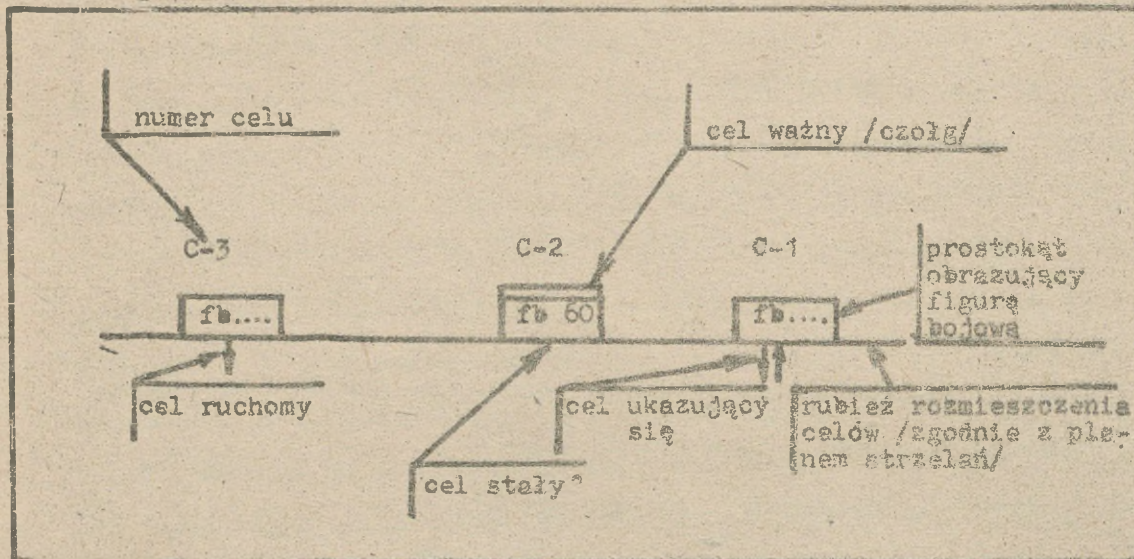 numer celu
cel ważny /czołg/
C-3
C-2
C-1
prostokąt
obrazujący
figurę
bojową
fb....
fb 60
fb....
cel ruchomy
cel ukazujący
się
rubież rozmieszczenia
celów /zgodnie z pla-
nem strzelań/
cel stały